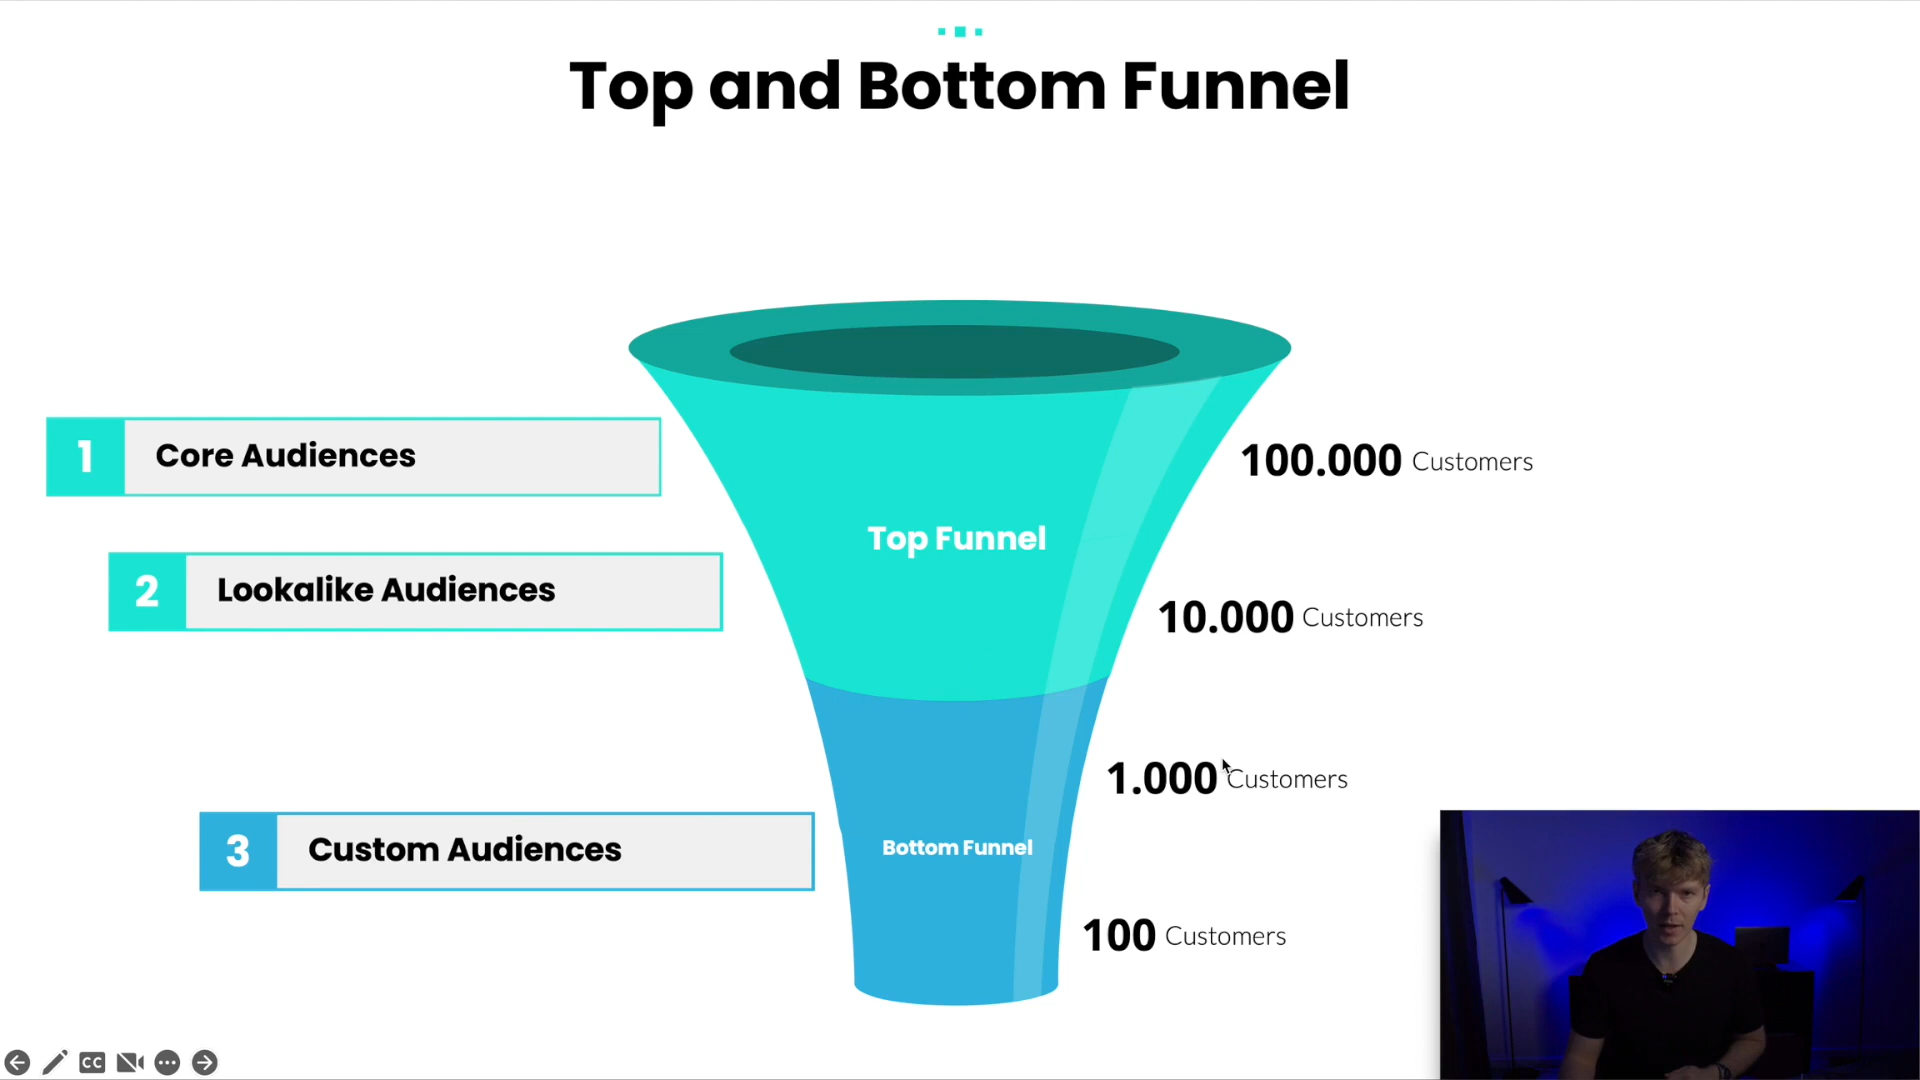 Top and Bottom Funnel
1 Core Audiences
100.000 Customers
Top Funnel
2 Lookalike Audiences
10.000 Customers
1.000 Customers
3 Custom Audiences
Bottom Funnel
100 Customers
CC